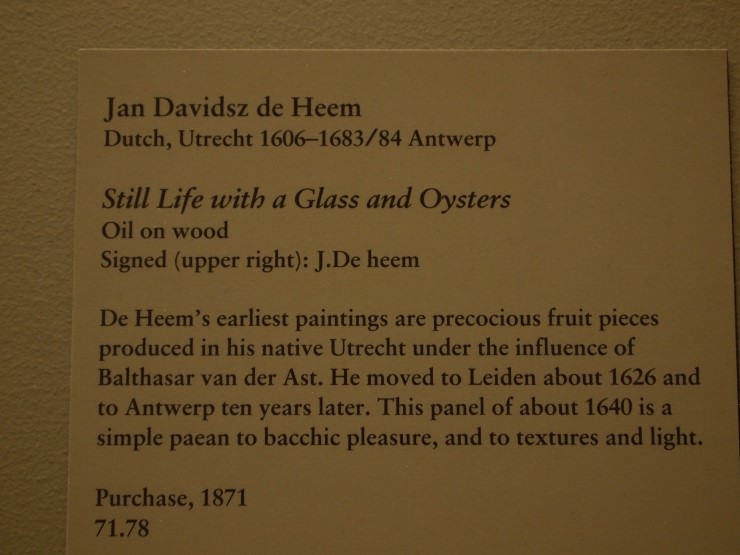 Jan Davidsz de Heem
Dutch, Utrecht 1606–1683/84 Antwerp
Still Life with a Glass and Oysters
Oil on wood
Signed (upper right): J.De heem
De Heem's earliest paintings are precocious fruit pieces
produced in his native Utrecht under the influence of
Balthasar van der Ast. He moved to Leiden about 1626 and
to Antwerp ten years later. This panel of about 1640 is a
simple paean to bacchic pleasure, and to textures and light.
Purchase, 1871
71.78